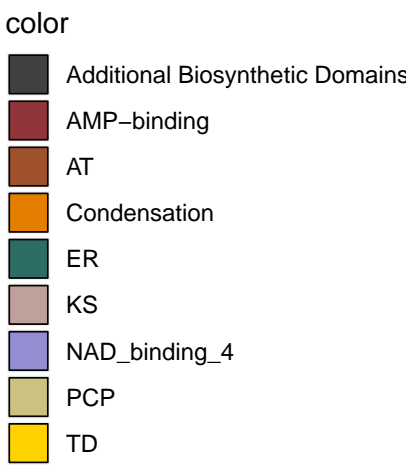 color
Additional Biosynthetic Domains
AMP−binding
AT
Condensation
ER
KS
NAD_binding_4
PCP
TD